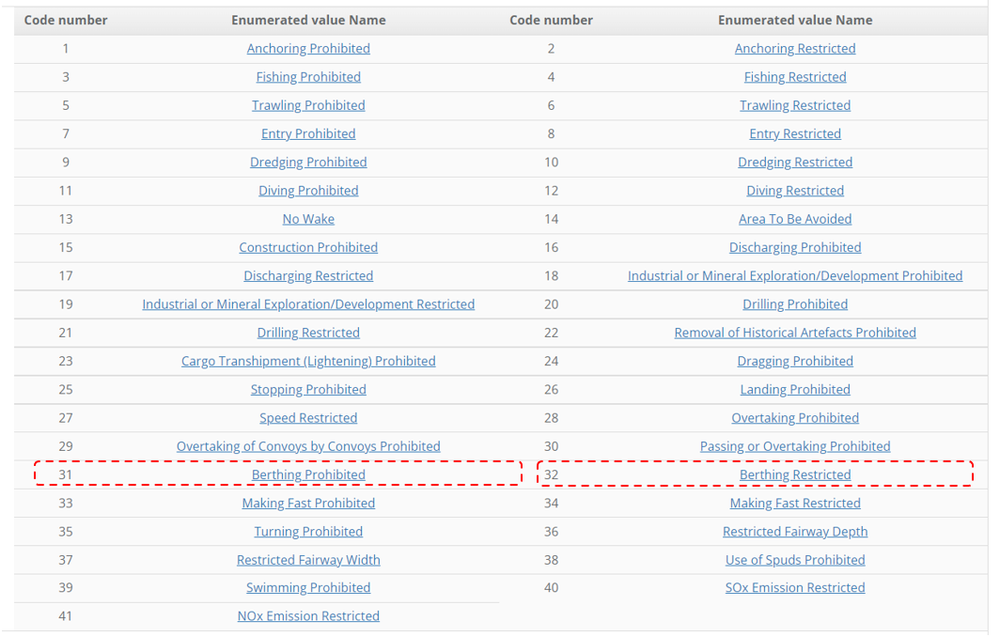 Code number Enumerated value Name Code number Enumerated value Name
1 Anchoring Prohibited 2 Anchoring Restricted
3 Fishing Prohibited 4 Fishing Restricted
5 Trawling Prohibited 6 Trawling Restricted
7 Entry Prohibited 8 Entry Restricted
9 Dredging Prohibited 10 Dredging Restricted
11 Diving Prohibited 12 Diving Restricted
13 No Wake 14 Area To Be Avoided
15 Construction Prohibited 16 Discharging Prohibited
17 Discharging Restricted 18 Industrial or Mineral Exploration/Development Prohibited
19 Industrial or Mineral Exploration/Development Restricted 20 Drilling Prohibited
21 Drilling Restricted 22 Removal of Historical Artefacts Prohibited
23 Cargo Transhipment (Lightening) Prohibited 24 Dragging Prohibited
25 Stopping Prohibited 26 Landing Prohibited
27 Speed Restricted 28 Overtaking Prohibited
29 Overtaking of Convoys by Convoys Prohibited 30 Passing or Overtaking Prohibited
31 Berthing Prohibited 32 Berthing Restricted
33 Making Fast Prohibited 34 Making Fast Restricted
35 Turning Prohibited 36 Restricted Fairway Depth
37 Restricted Fairway Width 38 Use of Spuds Prohibited
39 Swimming Prohibited 40 SOx Emission Restricted
41 NOx Emission Restricted